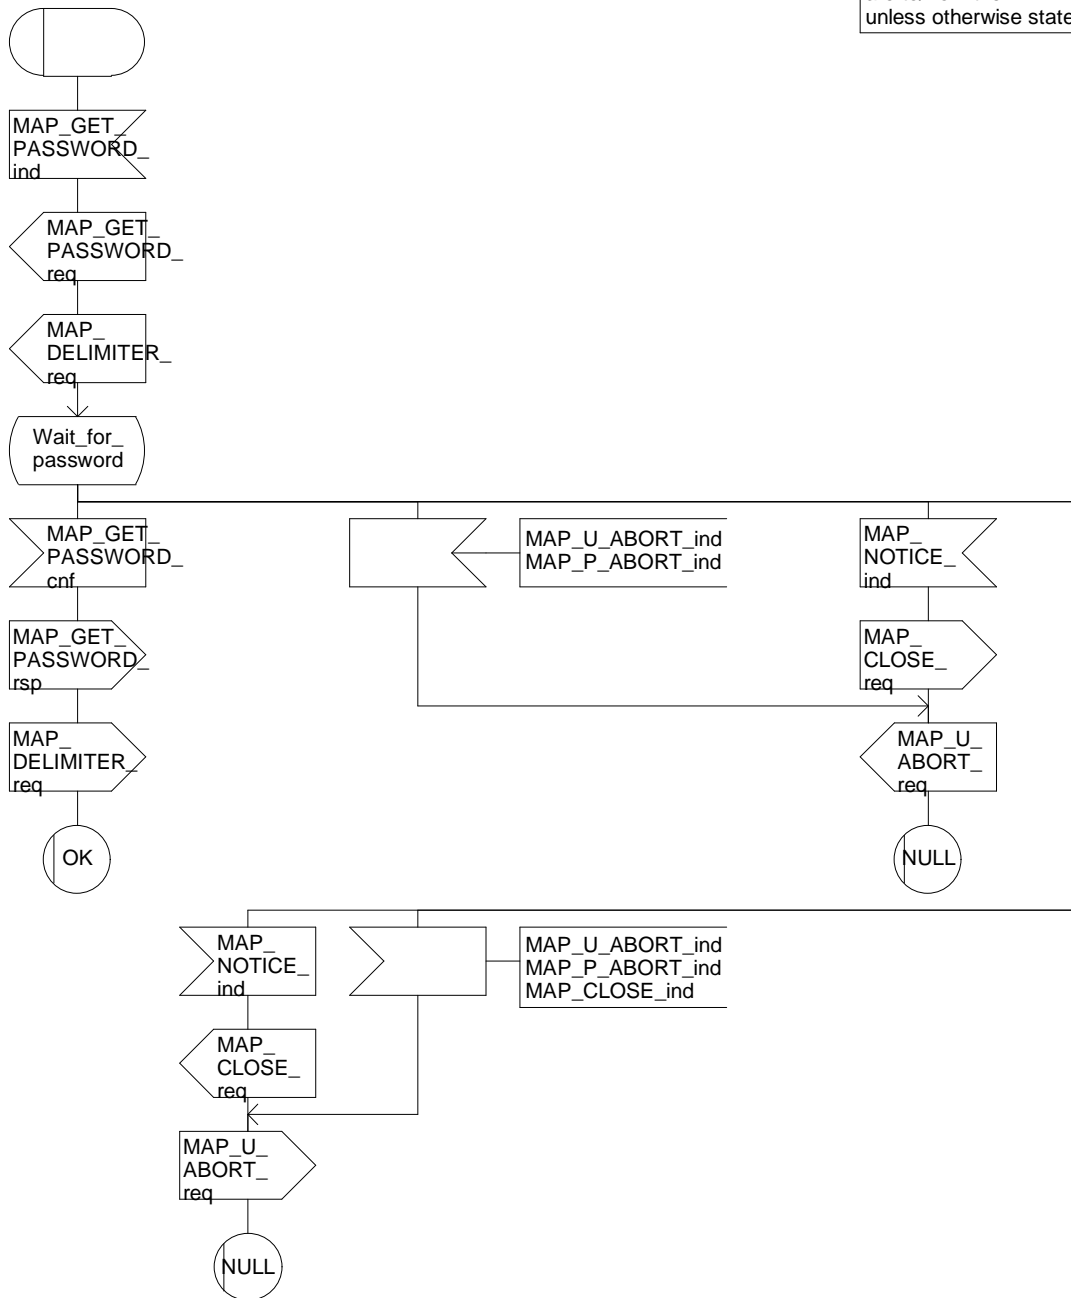 unless otherwise state
MAP_GET_
PASSWORD_
ind
MAP_GET_
PASSWORD_
req
MAP_
DELIMITER_
req
Wait_for_
password
MAP_GET_
PASSWORD_
cnf
MAP_U_ABORT_ind
MAP_P_ABORT_ind
MAP_
NOTICE_
ind
MAP_GET_
PASSWORD_
rsp
MAP_
CLOSE_
req
MAP_
DELIMITER_
req
MAP_U_
ABORT_
req
OK
NULL
MAP_
NOTICE_
ind
MAP_U_ABORT_ind
MAP_P_ABORT_ind
MAP_CLOSE_ind
MAP_
CLOSE_
req
MAP_U_
ABORT_
req
NULL